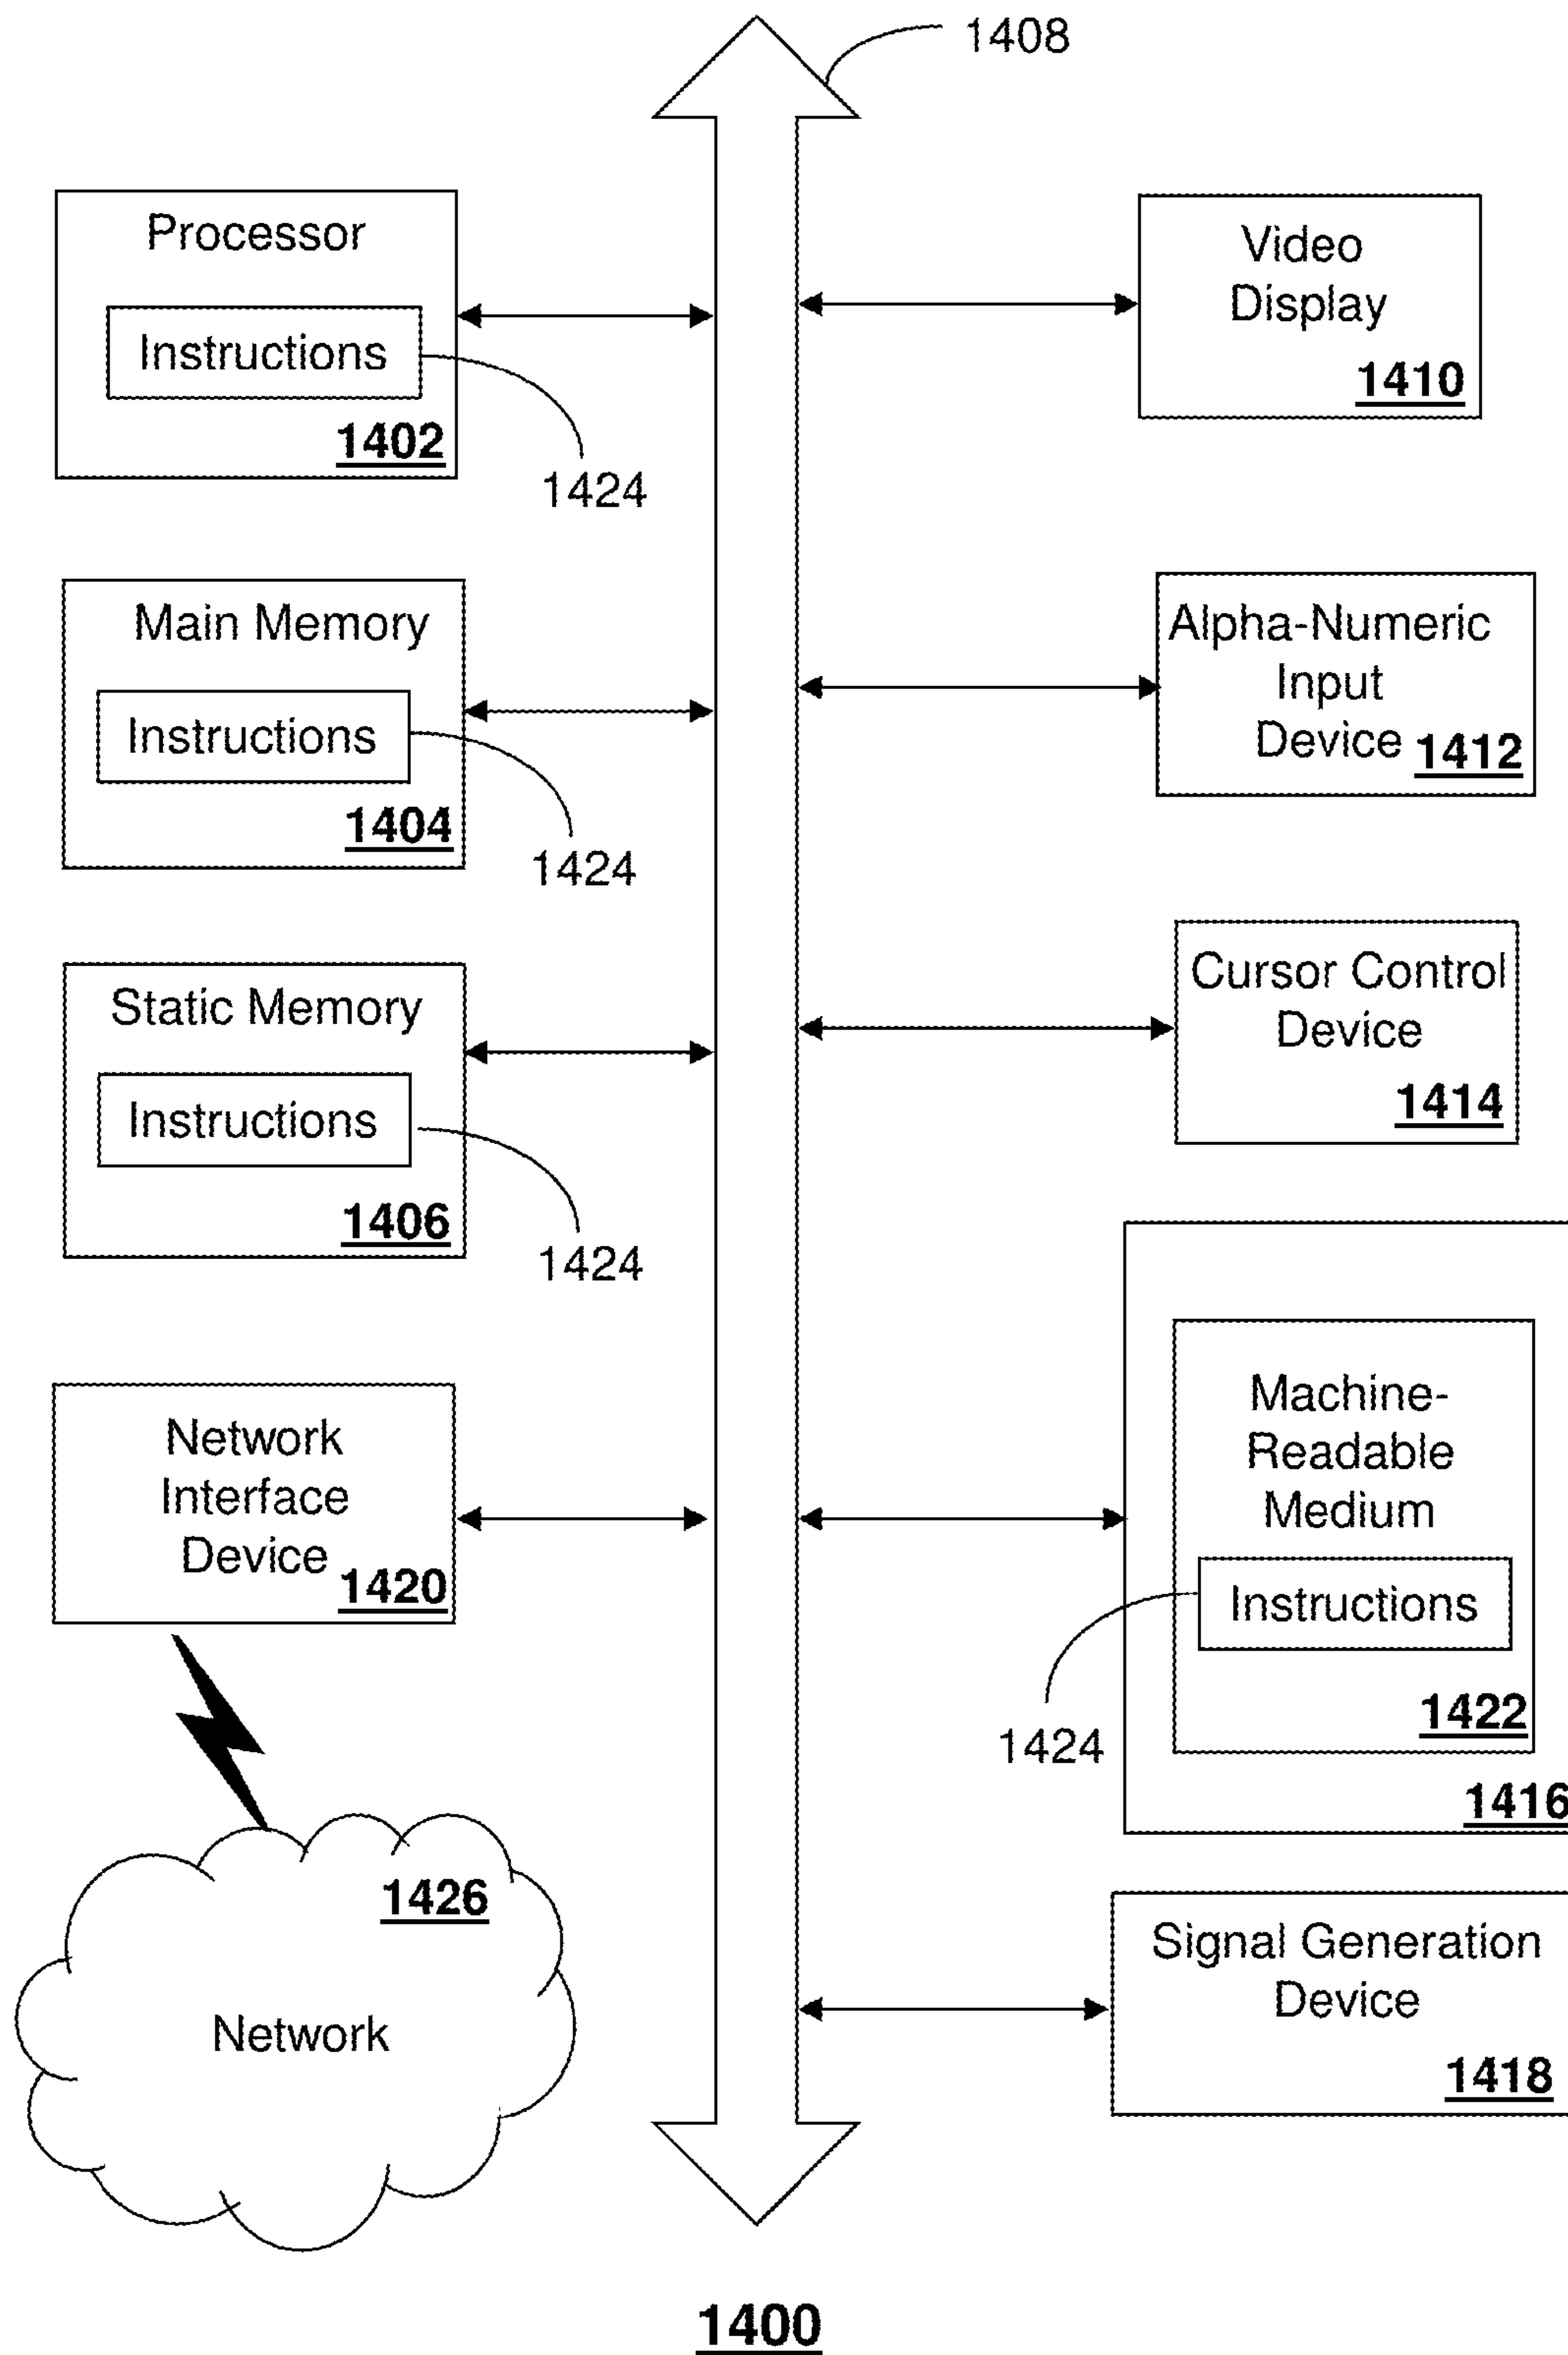 1408
Processor
Instructions
1402
1424
Main Memory
Instructions
1404
1424
Static Memory
Instructions
1406
1424
Network
Interface
Device
1420
1426
Network
Video
Display
1410
Alpha-Numeric
Input
Device
1412
Cursor Control
Device
1414
Machine-
Readable
Medium
Instructions
1422
1424
1416
Signal Generation
Device
1418
1400